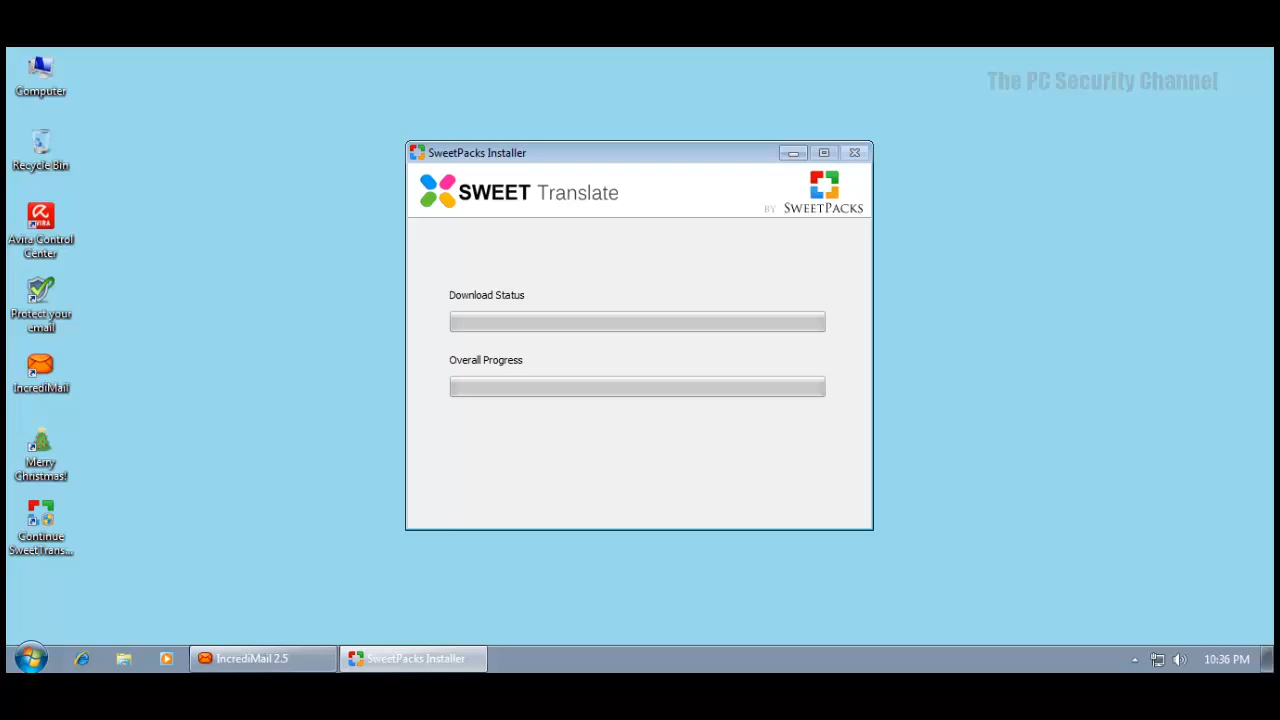 The PC Security Channel
Computer
Recycle Bin
Avira Control
Center
Protect your
email
IncrediMail
Merry
Christmas!
Continue
SweetTrans...
SweetPacks Installer
SWEET Translate
BY SWEETPACKS
Download Status
Overall Progress
IncrediMail 2.5
SweetPacks Installer
10:36 PM